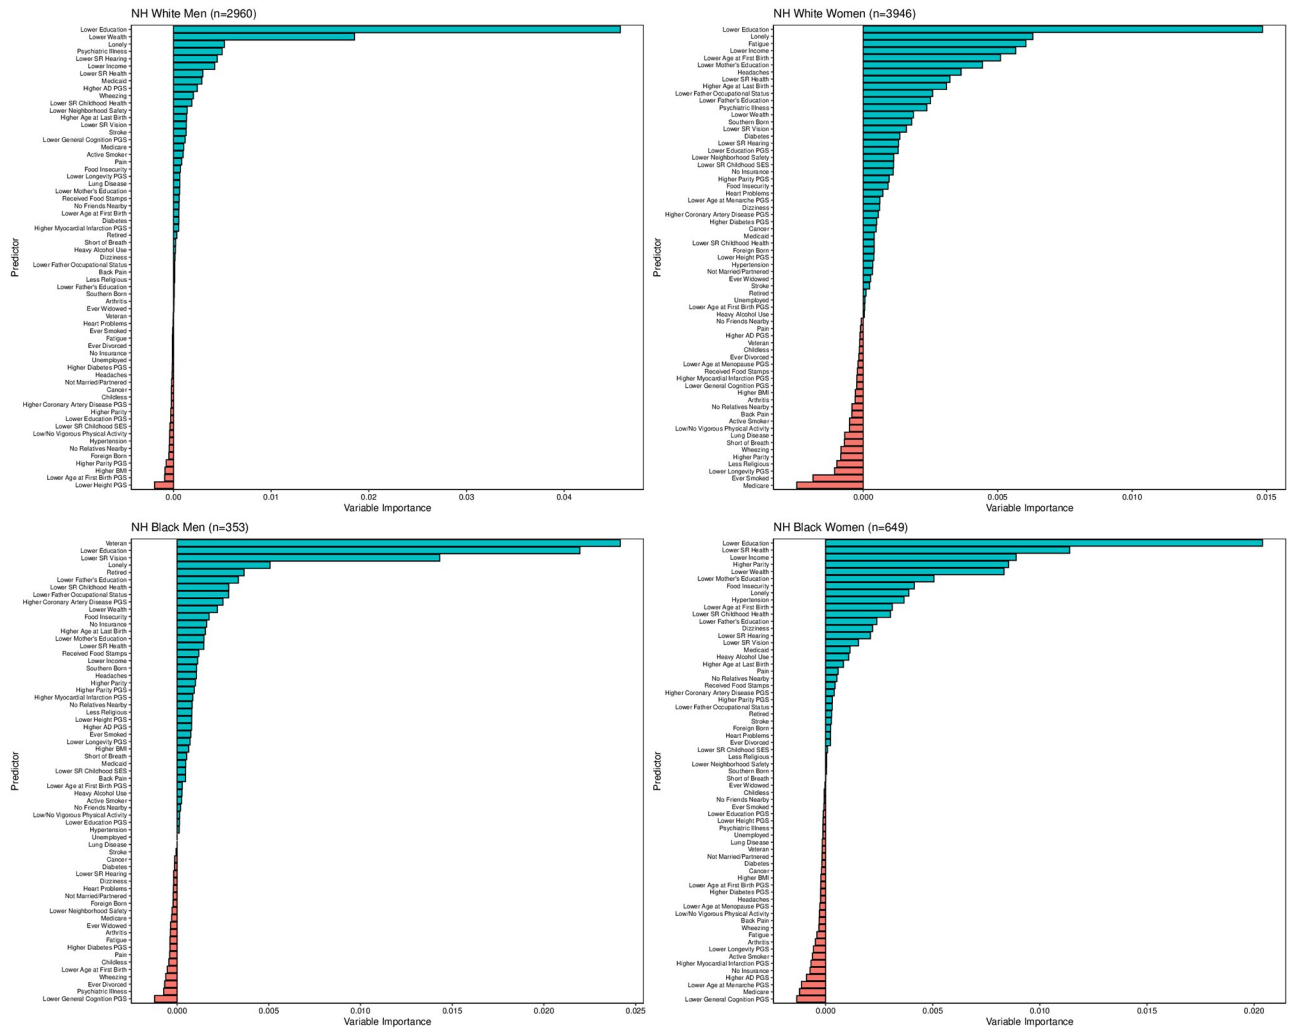 NH White Men (n=2960)
Lower Education
Lower Wealth
Lonely
Psychiatric Illness
Lower SR Hearing
Lower Income
Lower SR Health
Medicaid
Higher AD PGS
Wheezing
Lower SR Childhood Health
Lower Neighborhood Safety
Higher Age at Last Birth
Lower SR Vision
Stroke
Lower General Cognition PGS
Medicare
Active Smoker
Pain
Food Insecurity
Lower Longevity PGS
Lung Disease
Lower Mother's Education
Received Food Stamps
No Friends Nearby
Lower Age at First Birth
Diabetes
Higher Myocardial Infarction PGS
Retired
Short of Breath
Heavy Alcohol Use
Dizziness
Lower Father Occupational Status
Back Pain
Less Religious
Lower Father's Education
Southern Born
Arthritis
Ever Widowed
Veteran
Heart Problems
Ever Smoked
Fatigue
Ever Divorced
No Insurance
Unemployed
Higher Diabetes PGS
Headaches
Not Married/Partnered
Cancer
Childless
Higher Coronary Artery Disease PGS
Higher Parity
Lower Education PGS
Lower SR Childhood SES
Low/No Vigorous Physical Activity
Hypertension
No Relatives Nearby
Foreign Born
Higher Parity PGS
Higher BMI
Lower Age at First Birth PGS
Lower Height PGS
Predictor
0.00 0.01 0.02 0.03 0.04
Variable Importance
NH White Women (n=3946)
Lower Education
Lonely
Fatigue
Lower Income
Lower Age at First Birth
Lower Mother's Education
Headaches
Lower SR Health
Higher Age at Last Birth
Lower Father Occupational Status
Lower Father's Education
Psychiatric Illness
Lower Wealth
Southern Born
Lower SR Vision
Diabetes
Lower SR Hearing
Lower Education PGS
Lower Neighborhood Safety
Lower SR Childhood SES
No Insurance
Higher Parity PGS
Food Insecurity
Heart Problems
Lower Age at Menarche PGS
Dizziness
Higher Coronary Artery Disease PGS
Higher Diabetes PGS
Cancer
Medicaid
Lower SR Childhood Health
Foreign Born
Lower Height PGS
Hypertension
Not Married/Partnered
Ever Widowed
Stroke
Retired
Unemployed
Lower Age at First Birth PGS
Heavy Alcohol Use
No Friends Nearby
Pain
Higher AD PGS
Veteran
Childless
Ever Divorced
Lower Age at Menopause PGS
Received Food Stamps
Higher Myocardial Infarction PGS
Lower General Cognition PGS
Higher BMI
Arthritis
No Relatives Nearby
Back Pain
Active Smoker
Low/No Vigorous Physical Activity
Lung Disease
Short of Breath
Wheezing
Higher Parity
Less Religious
Lower Longevity PGS
Ever Smoked
Medicare
Predictor
0.000 0.005 0.010 0.015
Variable Importance
NH Black Men (n=353)
Veteran
Lower Education
Lower SR Vision
Lonely
Retired
Lower Father's Education
Lower SR Childhood Health
Lower Father Occupational Status
Higher Coronary Artery Disease PGS
Lower Wealth
Food Insecurity
No Insurance
Higher Age at Last Birth
Lower Mother's Education
Lower SR Health
Received Food Stamps
Lower Income
Southern Born
Headaches
Higher Parity
Higher Parity PGS
Higher Myocardial Infarction PGS
No Relatives Nearby
Less Religious
Lower Height PGS
Higher AD PGS
Ever Smoked
Lower Longevity PGS
Higher BMI
Short of Breath
Medicaid
Lower SR Childhood SES
Back Pain
Lower Age at First Birth PGS
Heavy Alcohol Use
Active Smoker
No Friends Nearby
Low/No Vigorous Physical Activity
Lower Education PGS
Hypertension
Unemployed
Lung Disease
Stroke
Cancer
Diabetes
Lower SR Hearing
Dizziness
Heart Problems
Not Married/Partnered
Foreign Born
Lower Neighborhood Safety
Medicare
Ever Widowed
Arthritis
Fatigue
Higher Diabetes PGS
Pain
Childless
Lower Age at First Birth
Wheezing
Ever Divorced
Psychiatric Illness
Lower General Cognition PGS
Predictor
0.000 0.005 0.010 0.015 0.020 0.025
Variable Importance
NH Black Women (n=649)
Lower Education
Lower SR Health
Lower Income
Higher Parity
Lower Wealth
Lower Mother's Education
Food Insecurity
Lonely
Hypertension
Lower Age at First Birth
Lower SR Childhood Health
Lower Father's Education
Dizziness
Lower SR Hearing
Lower SR Vision
Medicaid
Heavy Alcohol Use
Higher Age at Last Birth
Pain
No Relatives Nearby
Received Food Stamps
Higher Coronary Artery Disease PGS
Higher Parity PGS
Lower Father Occupational Status
Retired
Stroke
Foreign Born
Heart Problems
Ever Divorced
Lower SR Childhood SES
Less Religious
Lower Neighborhood Safety
Southern Born
Short of Breath
Ever Widowed
Childless
No Friends Nearby
Ever Smoked
Lower Education PGS
Lower Height PGS
Psychiatric Illness
Unemployed
Lung Disease
Veteran
Not Married/Partnered
Diabetes
Cancer
Higher BMI
Lower Age at First Birth PGS
Higher Diabetes PGS
Headaches
Lower Age at Menopause PGS
Low/No Vigorous Physical Activity
Back Pain
Wheezing
Fatigue
Arthritis
Lower Longevity PGS
Active Smoker
Higher Myocardial Infarction PGS
No Insurance
Higher AD PGS
Lower Age at Menarche PGS
Medicare
Lower General Cognition PGS
Predictor
0.000 0.005 0.010 0.015 0.020
Variable Importance